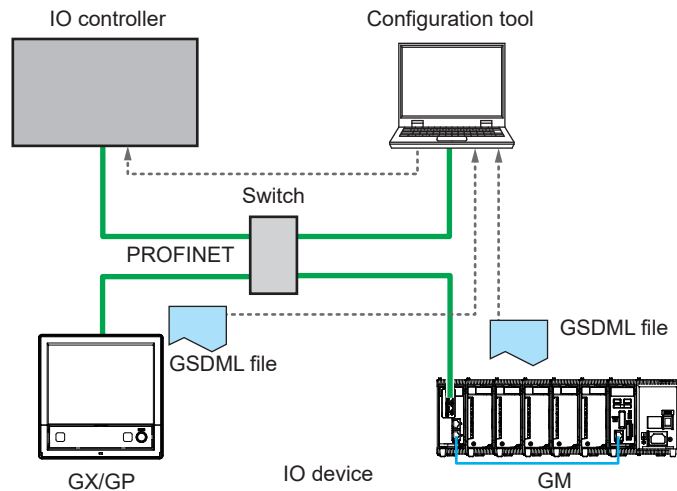 IO controller
Configuration tool
Switch
PROFINET
GSDML file
GSDML file
GX/GP
IO device
GM